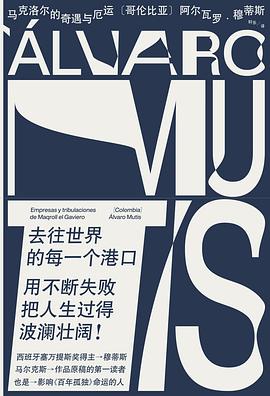 马克洛尔的奇遇与厄运〔哥伦比亚〕阿尔瓦罗·穆蒂斯
ÁLVARO
MU
TIS
Empresas y tribulaciones
de Maqroll el Gaviero
〔Colombia〕
Álvaro Mutis
去往世界
的每一个港口
用不断失败
把人生过得
波澜壮阔！
西班牙塞万提斯奖得主→穆蒂斯
马尔克斯→作品原稿的第一读者
也是→影响《百年孤独》命运的人